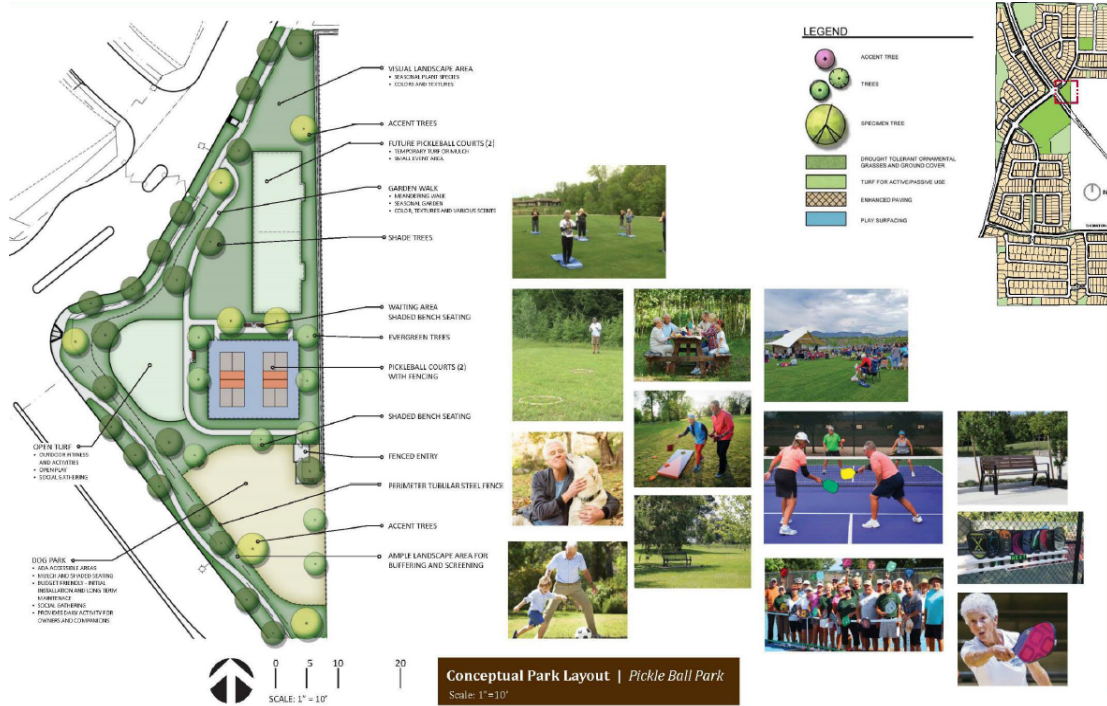 VISUAL LANDSCAPE AREA
• SEASONAL PLANT SPECIES
• COLORS AND TEXTURES
ACCENT TREES
FUTURE PICKLEBALL COURTS (2)
• TEMPORARY TURF OR MULCH
• SMALL EVENT AREA
GARDEN WALK
• MEANDERING WALK
• SEASONAL GARDEN
• COLOR, TEXTURES AND VARIOUS SCENTS
SHADE TREES
WAITING AREA
SHADED BENCH SEATING
EVERGREEN TREES
PICKLEBALL COURTS (2)
WITH FENCING
SHADED BENCH SEATING
FENCED ENTRY
PERIMETER TUBULAR STEEL FENCE
ACCENT TREES
AMPLE LANDSCAPE AREA FOR
BUFFERING AND SCREENING
OPEN TURF
• OUTDOOR FITNESS
AND ACTIVITIES
• OPEN PLAY
• SOCIAL GATHERING
DOG PARK
• ADA ACCESSIBLE AREAS
• MULCH AND SHADED SEATING
• BUDGET FRIENDLY - INITIAL
INSTALLATION AND LONG TERM
MAINTENACE
• SOCIAL GATHERING
• PROVIDES DAILY ACTIVITY FOR
OWNERS AND COMPANIONS
0 5 10 20
SCALE: 1" = 10'
Conceptual Park Layout | Pickle Ball Park
Scale: 1"=10'
LEGEND
ACCENT TREE
TREES
SPECIMEN TREE
DROUGHT TOLERANT ORNAMENTAL
GRASSES AND GROUND COVER
TURF FOR ACTIVE/PASSIVE USE
ENHANCED PAVING
PLAY SURFACING